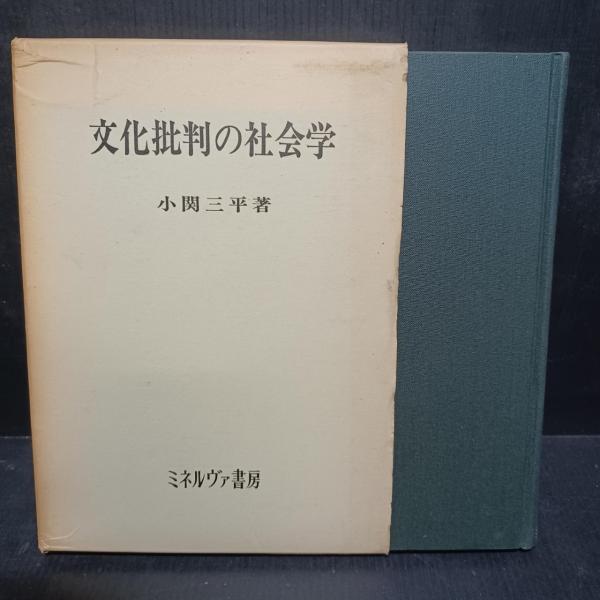 文化批判の社会学
小関三平著
ミネルヴァ書房